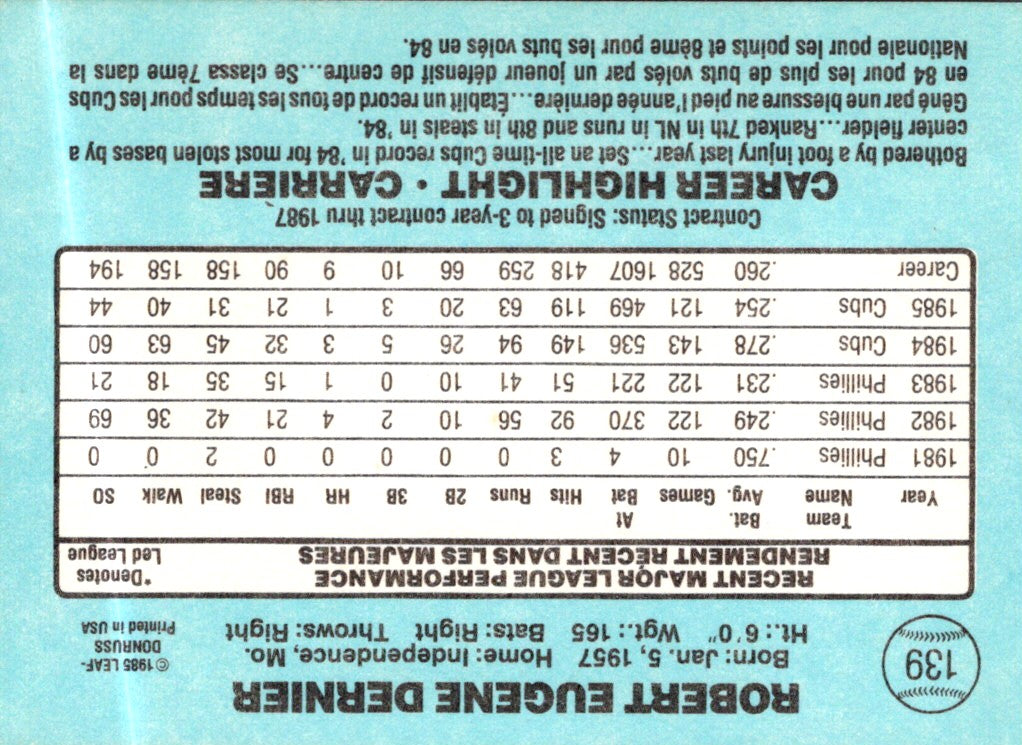 139
ROBERT EUGENE DERNIER
Born: Jan. 5, 1957 Home: Independence, Mo.
Ht.: 6'0" Wgt.: 165 Bats: Right Throws: Right
© 1985 LEAF-
DONRUSS
Printed in USA
RECENT MAJOR LEAGUE PERFORMANCE
RENDEMENT RECENT DANS LES MAJEURES
*Denotes
Led League
Year Team Name Bat. Avg. Games At Bat Hits Runs 2B 3B HR RBI Steal Walk SO
1981 Phillies .750 10 4 3 0 0 0 0 0 2 0 0
1982 Phillies .249 122 370 92 56 10 2 4 21 42 36 69
1983 Phillies .231 122 221 51 41 10 0 1 15 35 18 21
1984 Cubs .278 143 536 149 94 26 5 3 32 45 63 60
1985 Cubs .254 121 469 119 63 20 3 1 21 31 40 44
Career .260 528 1607 418 259 66 10 9 90 158 158 194
Contract Status: Signed to 3-year contract thru 1987
CAREER HIGHLIGHT • CARRIERE
Bothered by a foot injury last year...Set an all-time Cubs record in '84 for most stolen bases by a
center fielder...Ranked 7th in NL in runs and 8th in steals in '84.
Gêné par une blessure au pied l'année dernière...Établit un record de tous les temps pour les Cubs
en 84 pour les plus de buts volés par un joueur défensif de centre...Se classa 7ème dans la
Nationale pour les points et 8ème pour les buts volés en 84.